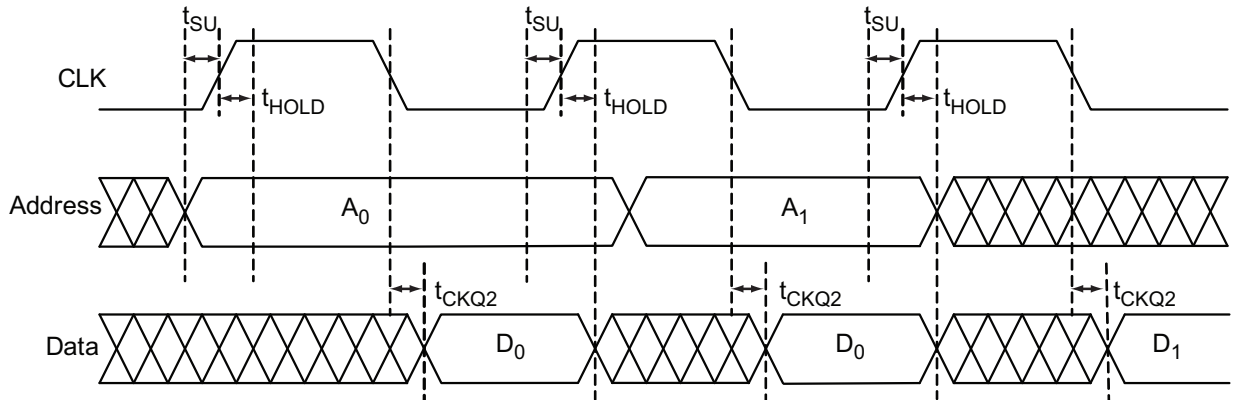 tSU tSU tSU
CLK
tHOLD tHOLD tHOLD
Address A0 A1
tCKQ2 tCKQ2 tCKQ2
Data D0 D0 D1